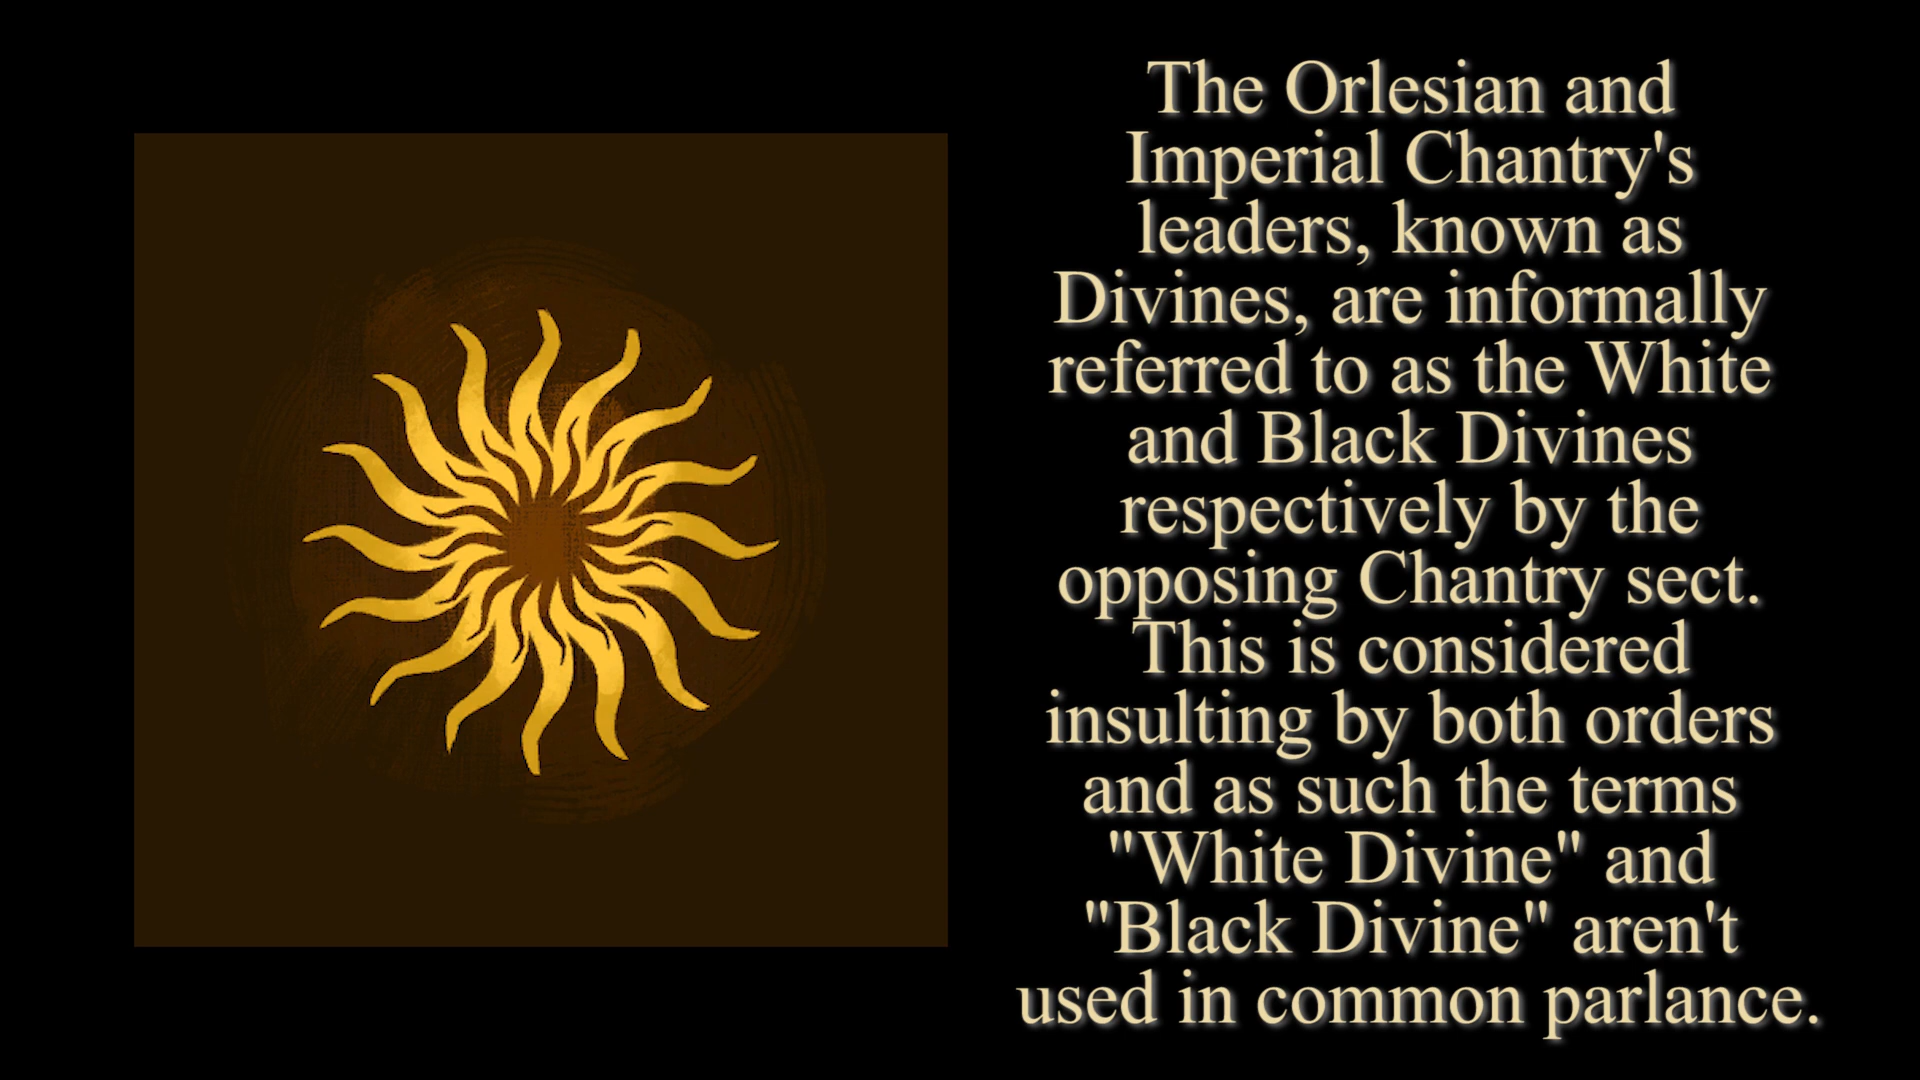 The Orlesian and
Imperial Chantry's
leaders, known as
Divines, are informally
referred to as the White
and Black Divines
respectively by the
opposing Chantry sect.
This is considered
insulting by both orders
and as such the terms
"White Divine" and
"Black Divine" aren't
used in common parlance.